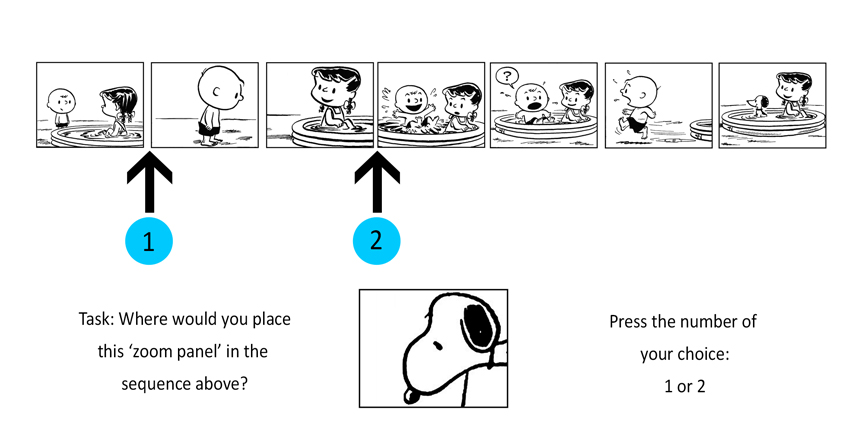 ?
1
2
Task: Where would you place
this ‘zoom panel’ in the
sequence above?
Press the number of
your choice:
1 or 2